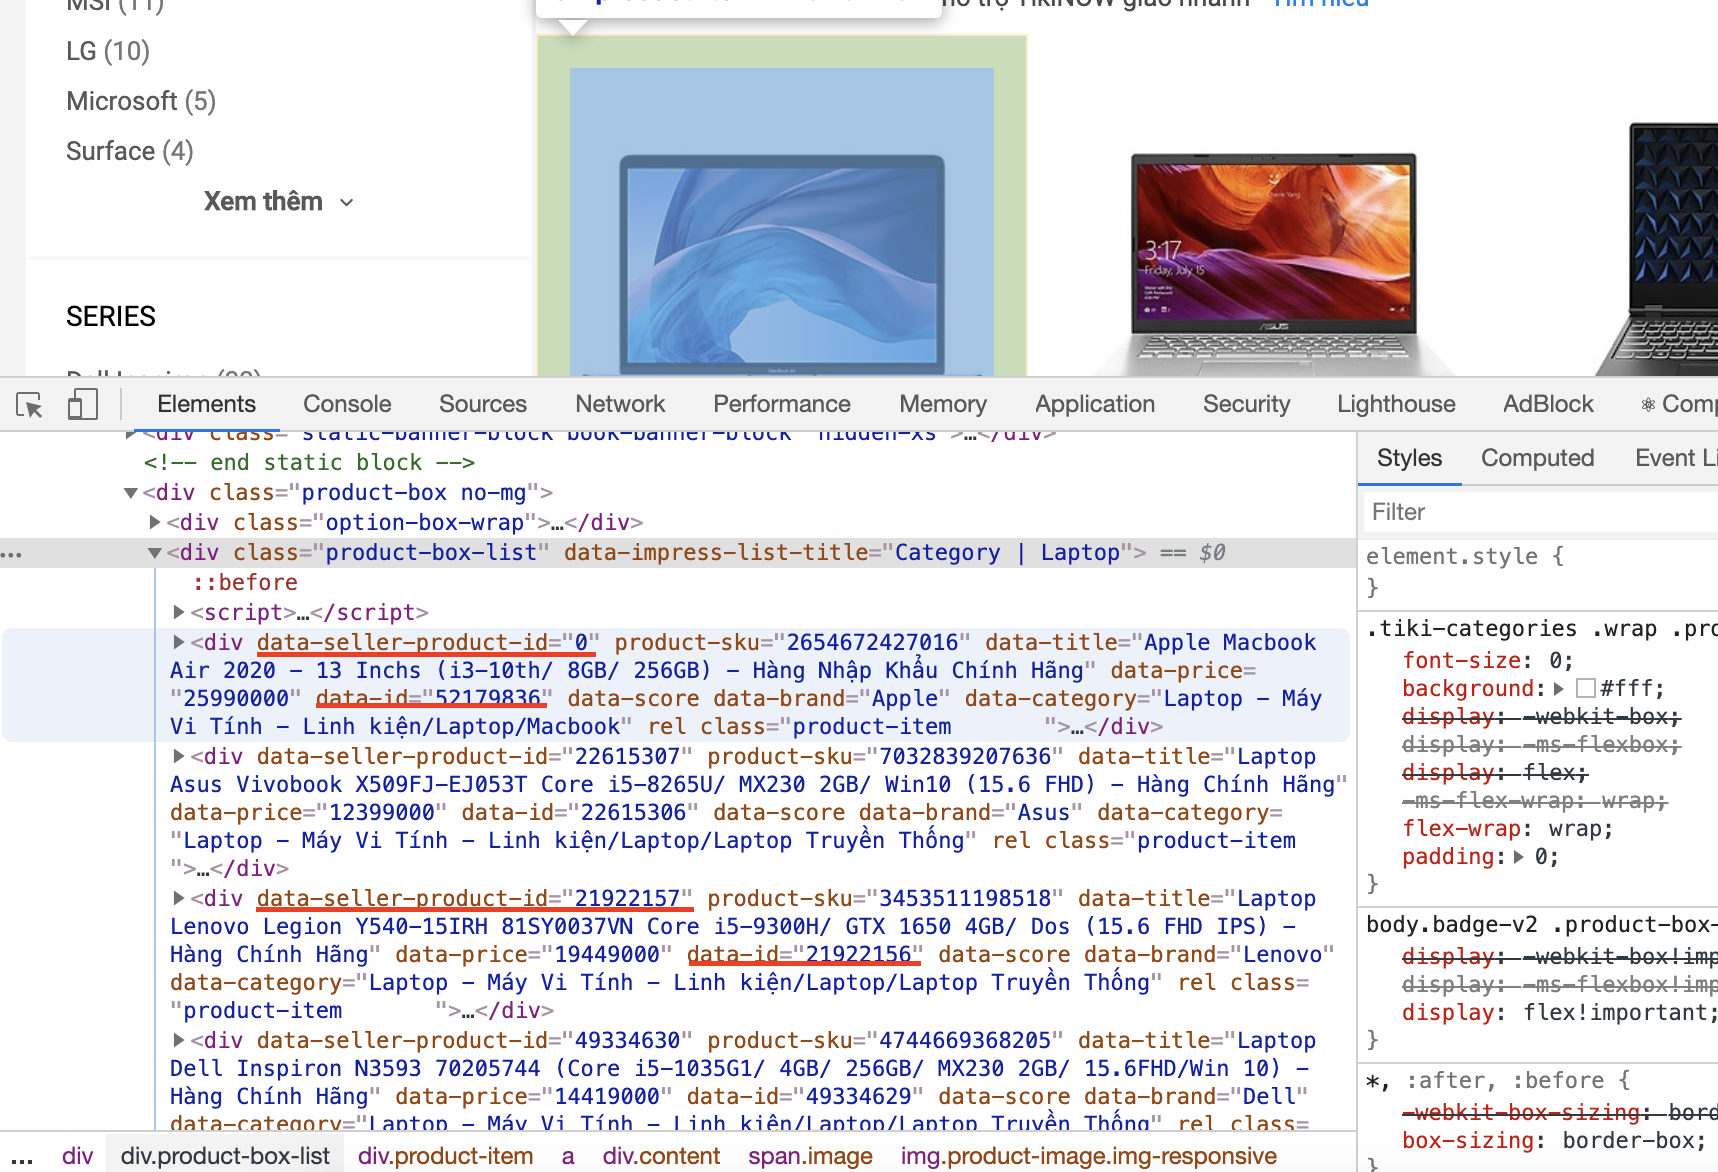 MSI (11)
LG (10)
Microsoft (5)
Surface (4)
Xem thêm
SERIES
trợ TikiNOW giao nhanh Tìm hiểu
3:17
Friday, July 15
ASUS
Elements Console Sources Network Performance Memory Application Security Lighthouse AdBlock ⚛ Comp
<div class="static-banner-block book-banner-block hidden-xs">…</div>
<!-- end static block -->
<div class="product-box no-mg">
<div class="option-box-wrap">…</div>
… <div class="product-box-list" data-impress-list-title="Category | Laptop"> == $0
::before
<script>…</script>
<div data-seller-product-id="0" product-sku="2654672427016" data-title="Apple Macbook
Air 2020 - 13 Inchs (i3-10th/ 8GB/ 256GB) - Hàng Nhập Khẩu Chính Hãng" data-price=
"25990000" data-id="52179836" data-score data-brand="Apple" data-category="Laptop - Máy
Vi Tính - Linh kiện/Laptop/Macbook" rel class="product-item        ">…</div>
<div data-seller-product-id="22615307" product-sku="7032839207636" data-title="Laptop
Asus Vivobook X509FJ-EJ053T Core i5-8265U/ MX230 2GB/ Win10 (15.6 FHD) - Hàng Chính Hãng"
data-price="12399000" data-id="22615306" data-score data-brand="Asus" data-category=
"Laptop - Máy Vi Tính - Linh kiện/Laptop/Laptop Truyền Thống" rel class="product-item
">…</div>
<div data-seller-product-id="21922157" product-sku="3453511198518" data-title="Laptop
Lenovo Legion Y540-15IRH 81SY0037VN Core i5-9300H/ GTX 1650 4GB/ Dos (15.6 FHD IPS) -
Hàng Chính Hãng" data-price="19449000" data-id="21922156" data-score data-brand="Lenovo"
data-category="Laptop - Máy Vi Tính - Linh kiện/Laptop/Laptop Truyền Thống" rel class=
"product-item        ">…</div>
<div data-seller-product-id="49334630" product-sku="4744669368205" data-title="Laptop
Dell Inspiron N3593 70205744 (Core i5-1035G1/ 4GB/ 256GB/ MX230 2GB/ 15.6FHD/Win 10) -
Hàng Chính Hãng" data-price="14419000" data-id="49334629" data-score data-brand="Dell"
data-category="Laptop - Máy Vi Tính - Linh kiện/Laptop/Laptop Truyền Thống" rel class=
… div div.product-box-list div.product-item a div.content span.image img.product-image.img-responsive
Styles Computed Event Li
Filter
element.style {
}
.tiki-categories .wrap .pro
font-size: 0;
background: #fff;
display: -webkit-box;
display: -ms-flexbox;
display: flex;
-ms-flex-wrap: wrap;
flex-wrap: wrap;
padding: 0;
}
body.badge-v2 .product-box-
display: -webkit-box!imp
display: -ms-flexbox!imp
display: flex!important;
}
*, :after, :before {
-webkit-box-sizing: bord
box-sizing: border-box;
}